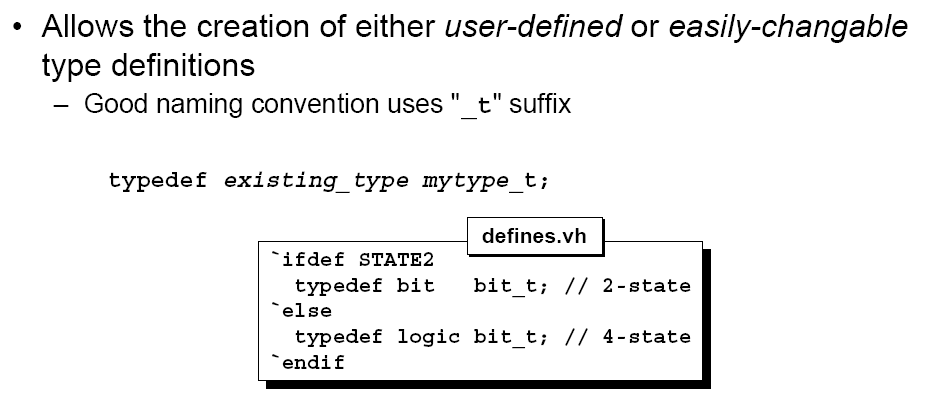 • Allows the creation of either user-defined or easily-changable
type definitions
– Good naming convention uses "_t" suffix
typedef existing_type mytype_t;
defines.vh
`ifdef STATE2
typedef bit bit_t; // 2-state
`else
typedef logic bit_t; // 4-state
`endif